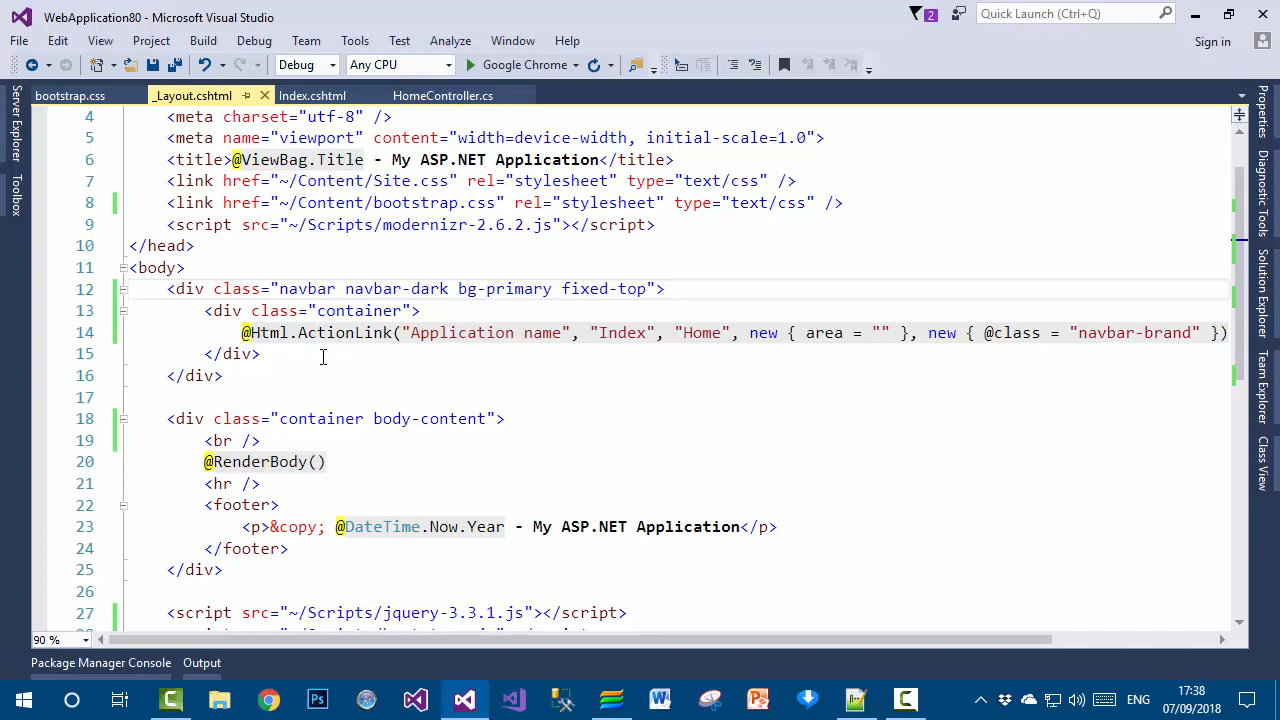 WebApplication80 - Microsoft Visual Studio
2
Quick Launch (Ctrl+Q)
File Edit View Project Build Debug Team Tools Test Analyze Window Help
Sign in
Debug Any CPU Google Chrome
bootstrap.css _Layout.cshtml Index.cshtml HomeController.cs
Server Explorer
Toolbox
4 <meta charset="utf-8" />
5 <meta name="viewport" content="width=device-width, initial-scale=1.0">
6 <title>@ViewBag.Title - My ASP.NET Application</title>
7 <link href="~/Content/Site.css" rel="stylesheet" type="text/css" />
8 <link href="~/Content/bootstrap.css" rel="stylesheet" type="text/css" />
9 <script src="~/Scripts/modernizr-2.6.2.js"></script>
10 </head>
11 <body>
12 <div class="navbar navbar-dark bg-primary fixed-top">
13 <div class="container">
14 @Html.ActionLink("Application name", "Index", "Home", new { area = "" }, new { @class = "navbar-brand" })
15 </div>
16 </div>
17
18 <div class="container body-content">
19 <br />
20 @RenderBody()
21 <hr />
22 <footer>
23 <p>&copy; @DateTime.Now.Year - My ASP.NET Application</p>
24 </footer>
25 </div>
26
27 <script src="~/Scripts/jquery-3.3.1.js"></script>
Properties
Diagnostic Tools
Solution Explorer
Team Explorer
Class View
90 %
Package Manager Console Output
ENG
17:38
07/09/2018